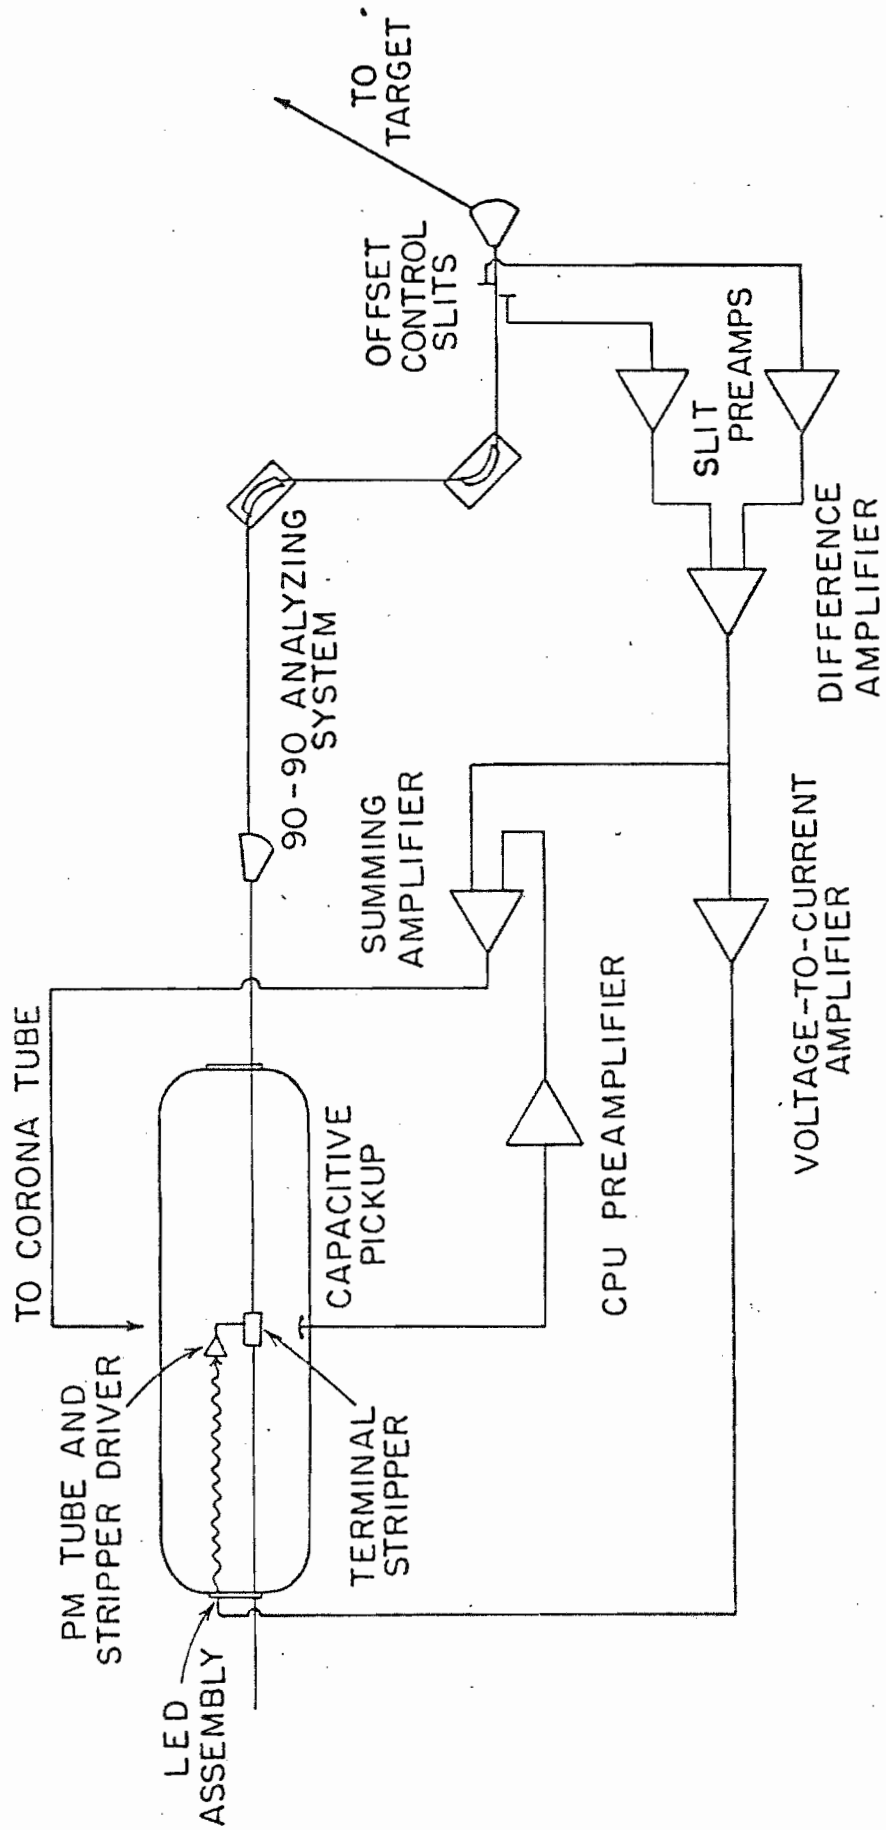 TO CORONA TUBE
PM TUBE AND
STRIPPER DRIVER
LED
ASSEMBLY
TERMINAL
STRIPPER
CAPACITIVE
PICKUP
SUMMING
AMPLIFIER
90-90 ANALYZING
SYSTEM
OFFSET
CONTROL
SLITS
TO
TARGET
CPU PREAMPLIFIER
VOLTAGE-TO-CURRENT
AMPLIFIER
SLIT
PREAMPS
DIFFERENCE
AMPLIFIER